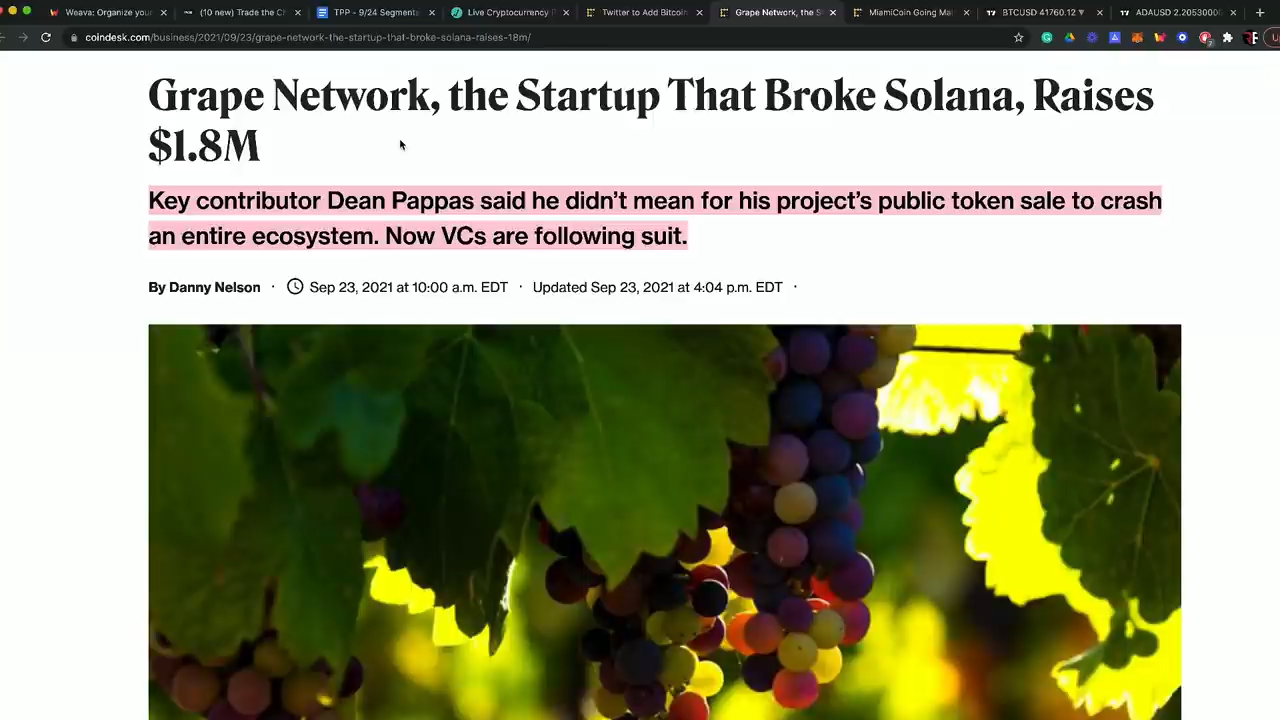 Weava: Organize your
(10 new) Trade the Ch
TPP - 9/24 Segments
Live Cryptocurrency P
Twitter to Add Bitcoin
Grape Network, the S
MiamiCoin Going Ma
BTCUSD 41760.12 ▼
ADAUSD 2.2053000
coindesk.com/business/2021/09/23/grape-network-the-startup-that-broke-solana-raises-18m/
Grape Network, the Startup That Broke Solana, Raises
$1.8M
Key contributor Dean Pappas said he didn’t mean for his project’s public token sale to crash
an entire ecosystem. Now VCs are following suit.
By Danny Nelson · Sep 23, 2021 at 10:00 a.m. EDT · Updated Sep 23, 2021 at 4:04 p.m. EDT ·